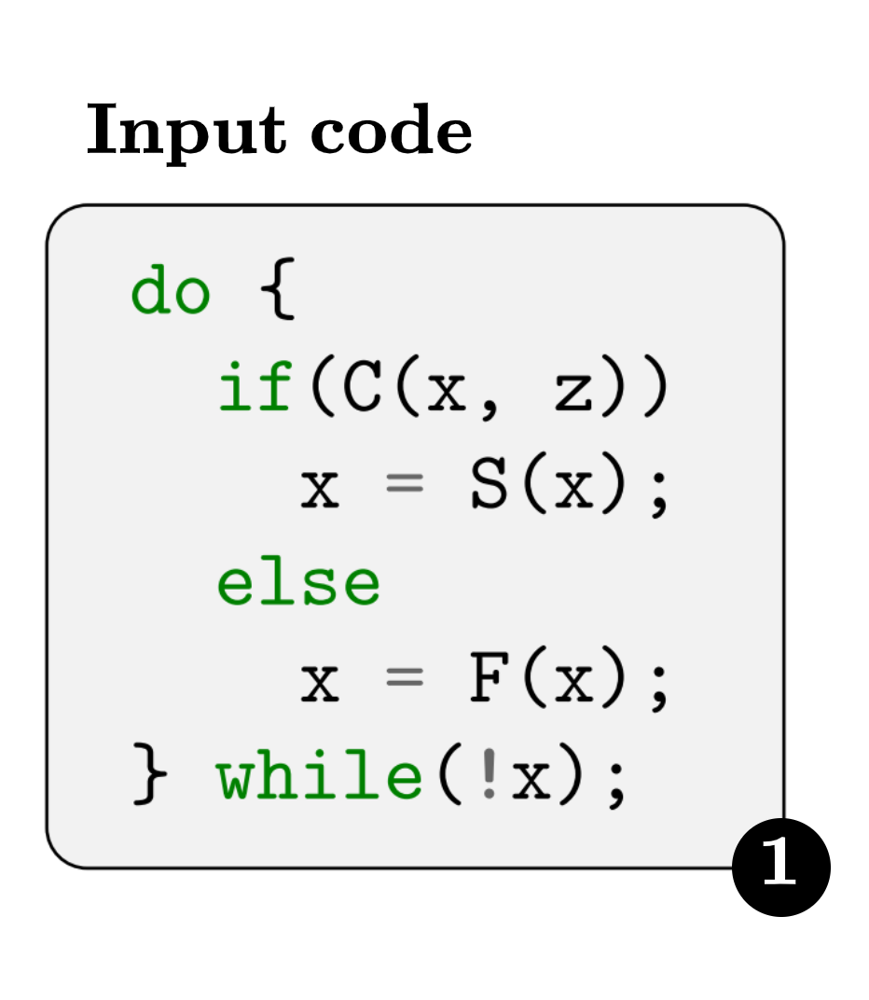 Input code
do {
  if(C(x, z))
    x = S(x);
  else
    x = F(x);
} while(!x);
1